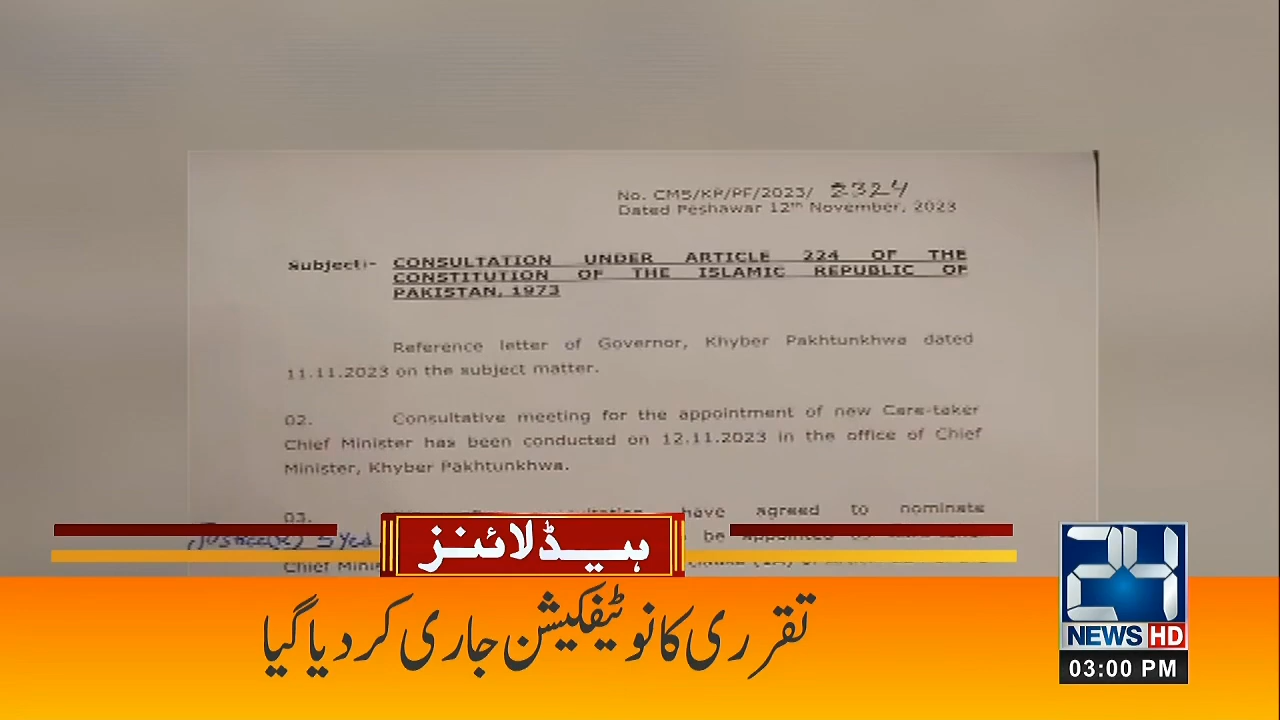 No. CMS/KP/PF/2023/ 2324
Dated Peshawar 12th November, 2023
Subject:- CONSULTATION UNDER ARTICLE 224 OF THE
CONSTITUTION OF THE ISLAMIC REPUBLIC OF
PAKISTAN, 1973
Reference letter of Governor, Khyber Pakhtunkhwa dated
11.11.2023 on the subject matter.
02. Consultative meeting for the appointment of new Care-taker
Chief Minister has been conducted on 12.11.2023 in the office of Chief
Minister, Khyber Pakhtunkhwa.
03. have agreed to nominate
Justice(R) Syed be appointed
Chief
ہیڈلائنز
تقرری کا نوٹیفکیشن جاری کر دیا گیا
24
NEWS HD
03:00 PM